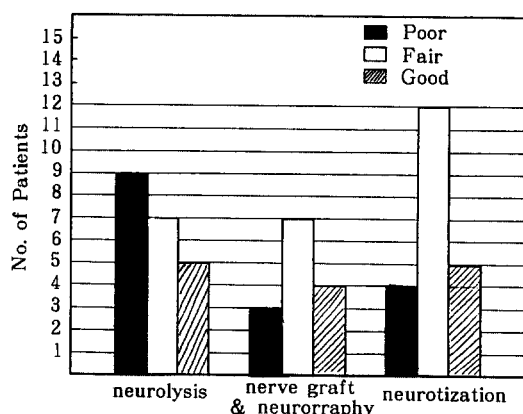 No. of Patients
15
14
13
12
11
10
9
8
7
6
5
4
3
2
1
Poor
Fair
Good
neurolysis
nerve graft
& neurorraphy
neurotization